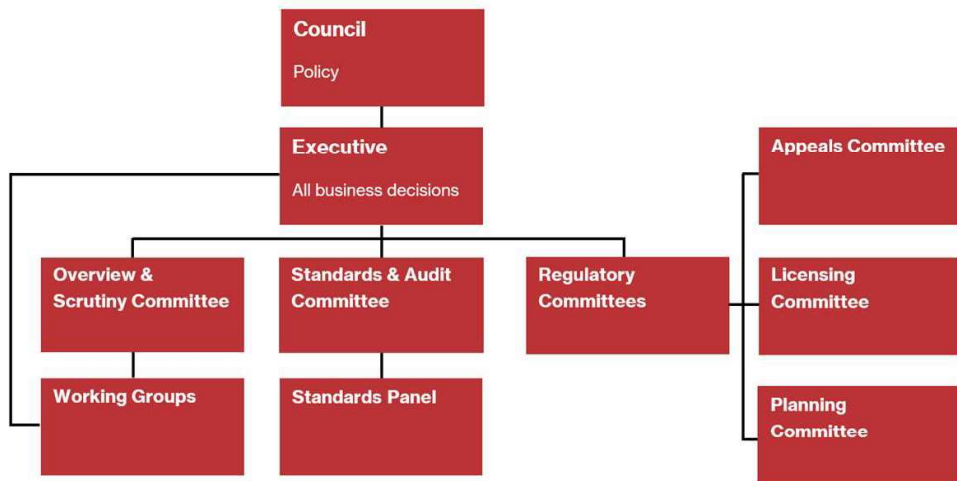 Council
Policy
Executive
All business decisions
Appeals Committee
Overview &
Scrutiny Committee
Standards & Audit
Committee
Regulatory
Committees
Licensing
Committee
Working Groups
Standards Panel
Planning
Committee